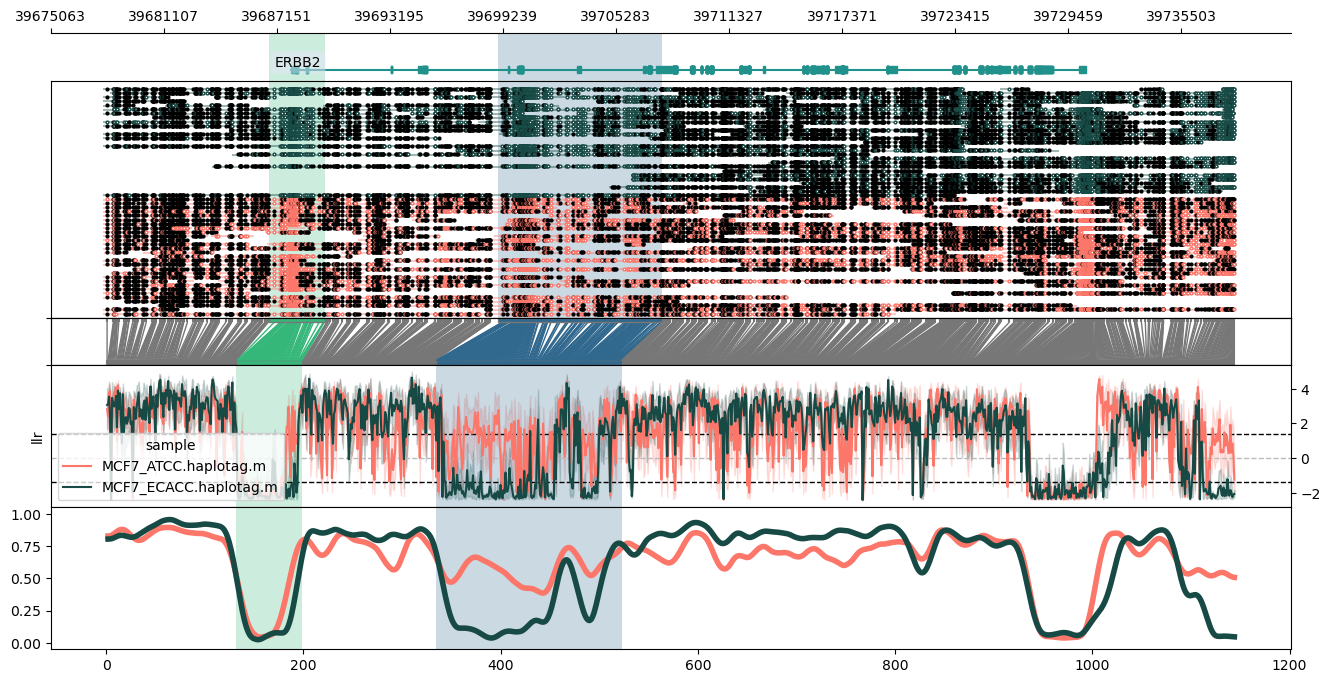 39675063 39681107 39687151 39693195 39699239 39705283 39711327 39717371 39723415 39729459 39735503
ERBB2
4
2
0
−2
llr
sample
MCF7_ATCC.haplotag.m
MCF7_ECACC.haplotag.m
1.00
0.75
0.50
0.25
0.00
0 200 400 600 800 1000 1200